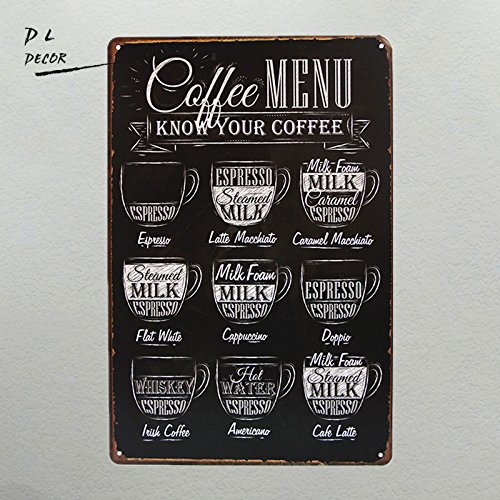 D L
DECOR
Coffee MENU
KNOW YOUR COFFEE
ESPRESSO
Espresso
ESPRESSO
Steamed
MILK
Latte Macchiato
Milk Foam
MILK
Caramel
ESPRESSO
Caramel Macchiato
Steamed
MILK
ESPRESSO
Flat White
Milk Foam
MILK
ESPRESSO
Cappuccino
ESPRESSO
ESPRESSO
Doppio
WHISKEY
ESPRESSO
Irish Coffee
Hot
WATER
ESPRESSO
Americano
Milk Foam
Steamed
MILK
ESPRESSO
Cafe Latte